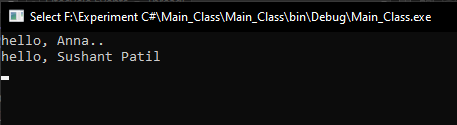 Select F:\Experiment C#\Main_Class\Main_Class\bin\Debug\Main_Class.exe
hello, Anna..
hello, Sushant Patil